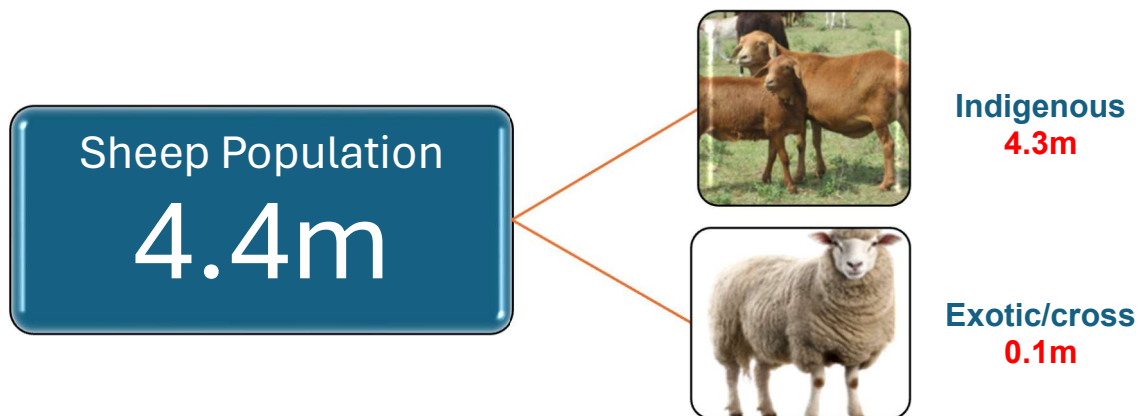 Sheep Population
4.4m
Indigenous
4.3m
Exotic/cross
0.1m